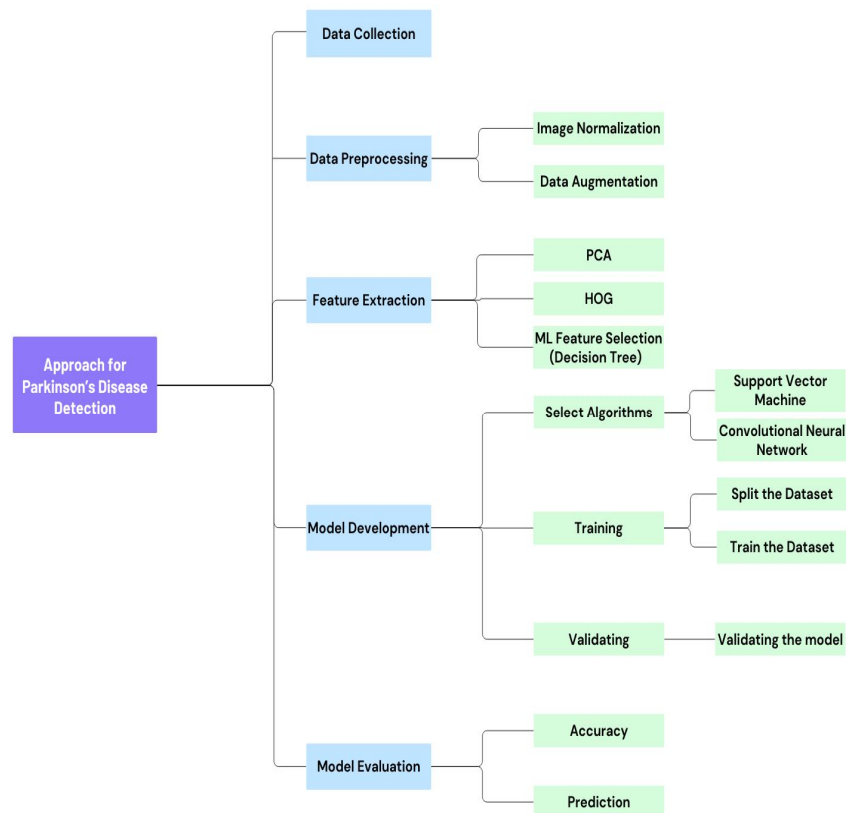 Approach for
Parkinson's Disease
Detection
Data Collection
Data Preprocessing
Image Normalization
Data Augmentation
Feature Extraction
PCA
HOG
ML Feature Selection
(Decision Tree)
Model Development
Select Algorithms
Support Vector
Machine
Convolutional Neural
Network
Training
Split the Dataset
Train the Dataset
Validating
Validating the model
Model Evaluation
Accuracy
Prediction